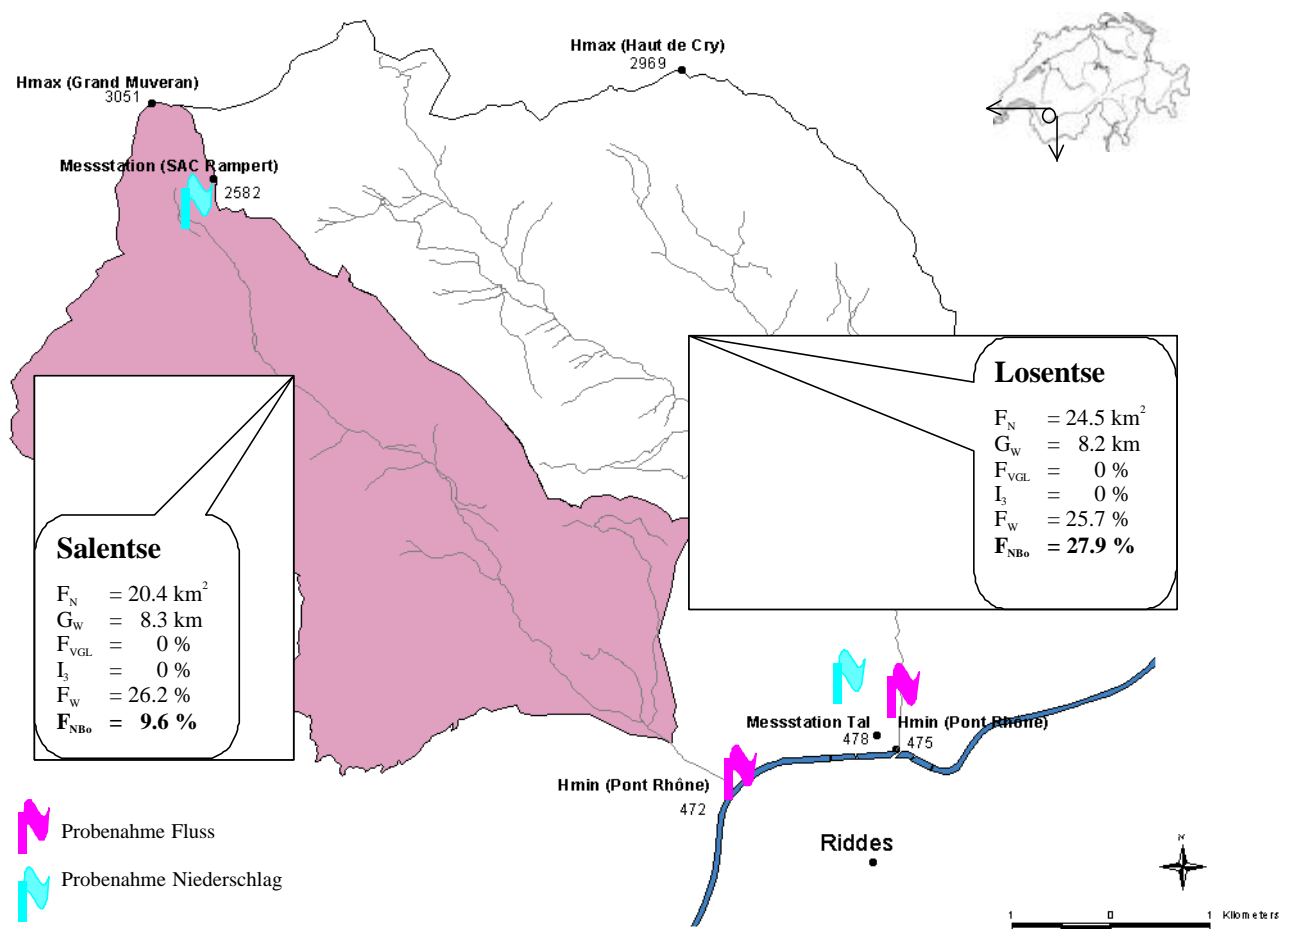 Hmax (Haut de Cry)
2969
Hmax (Grand Muveran)
3051
Messstation (SAC Rampert)
2582
Losentse
F_N = 24.5 km²
G_W = 8.2 km
F_VGL = 0 %
I_3 = 0 %
F_W = 25.7 %
F_NBo = 27.9 %
Salentse
F_N = 20.4 km²
G_W = 8.3 km
F_VGL = 0 %
I_3 = 0 %
F_W = 26.2 %
F_NBo = 9.6 %
Messstation Tal
478
Hmin (Pont Rhône)
475
Hmin (Pont Rhône)
472
Riddes
Probenahme Fluss
Probenahme Niederschlag
N
1 0 1 Kilometers